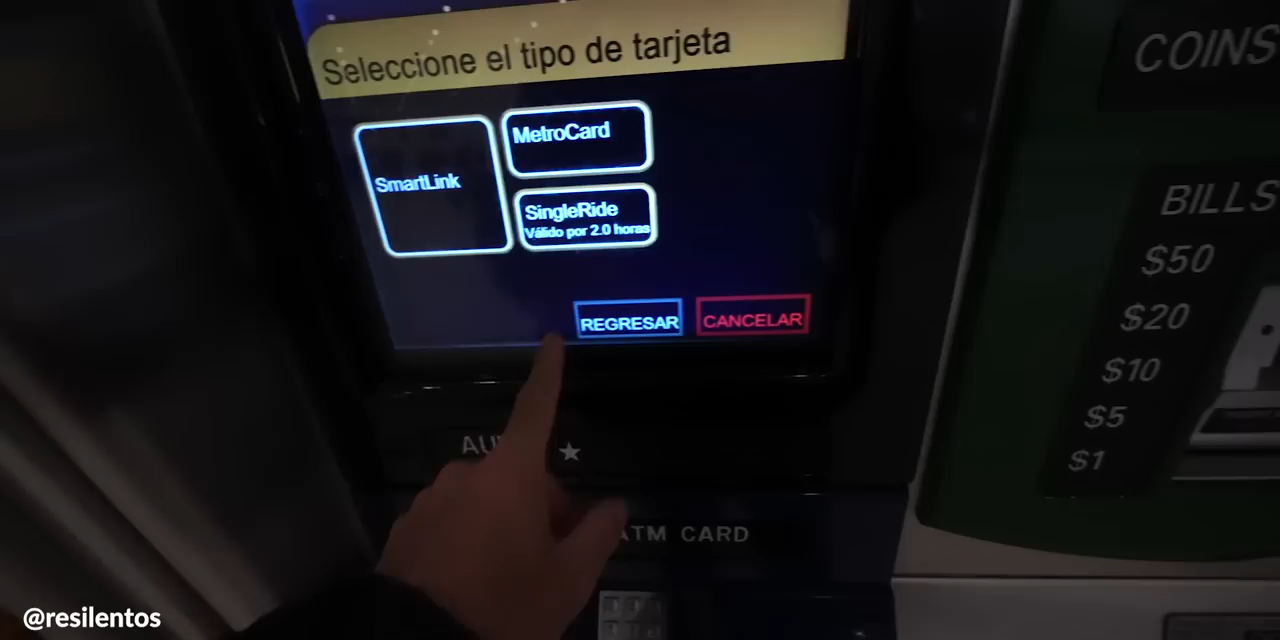 Seleccione el tipo de tarjeta
SmartLink
MetroCard
SingleRide
Válido por 2.0 horas
REGRESAR
CANCELAR
COINS
BILLS
$50
$20
$10
$5
$1
★
ATM CARD
@resilentos